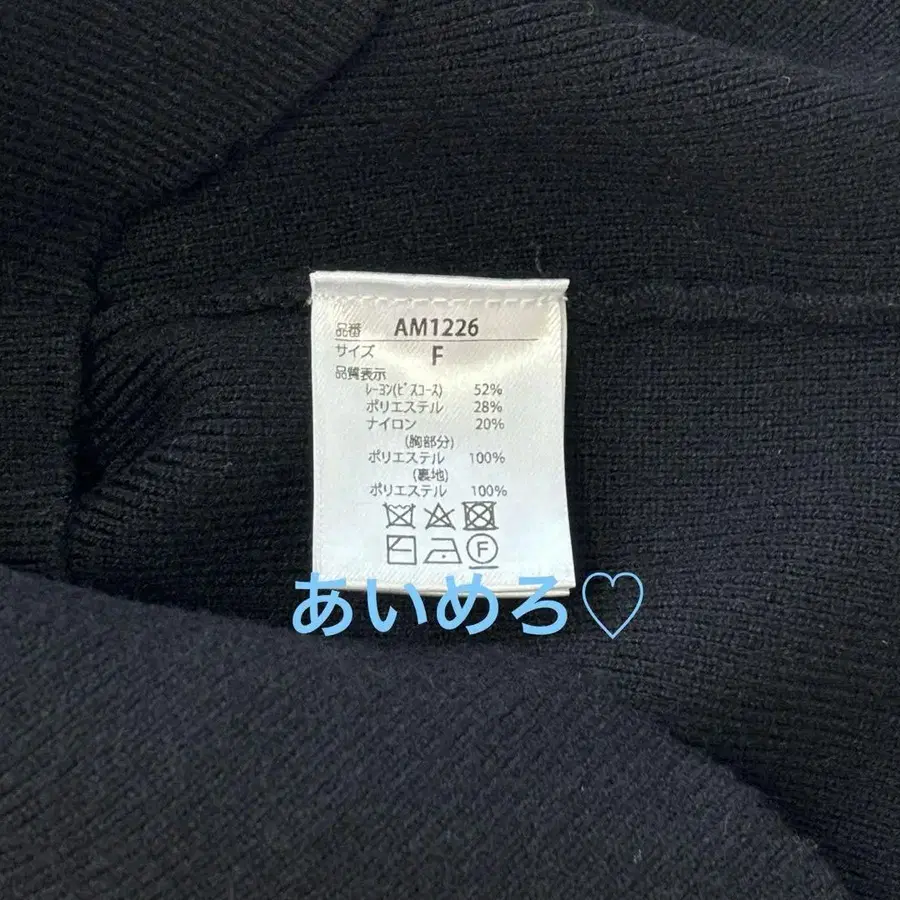 品番 AM1226
サイズ F
品質表示
レーヨン(ビスコース) 52%
ポリエステル 28%
ナイロン 20%
(胸部分)
ポリエステル 100%
(裏地)
ポリエステル 100%
F
あいめろ♡